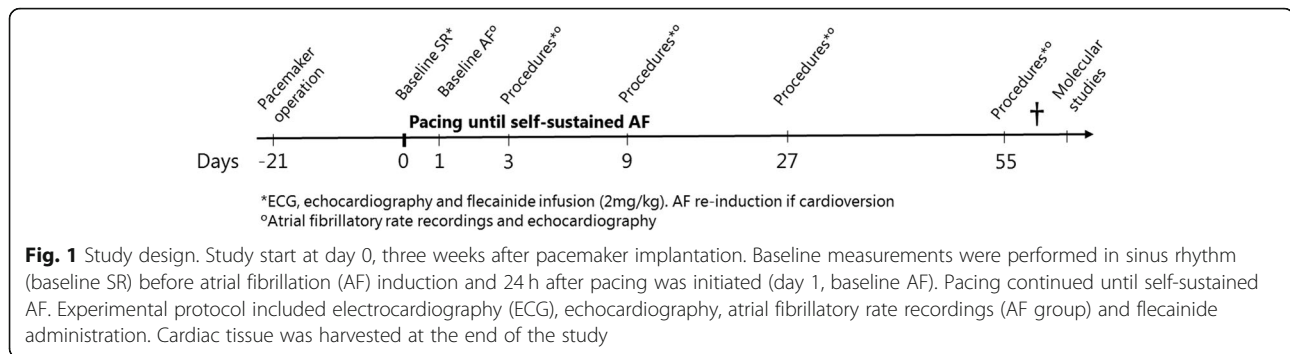 Pacemaker
operation
Baseline SR*
Baseline AFº
Procedures*º
Procedures*º
Procedures*º
Procedures*º
†
Molecular
studies
Pacing until self-sustained AF
Days -21 0 1 3 9 27 55
*ECG, echocardiography and flecainide infusion (2mg/kg). AF re-induction if cardioversion
ºAtrial fibrillatory rate recordings and echocardiography
Fig. 1 Study design. Study start at day 0, three weeks after pacemaker implantation. Baseline measurements were performed in sinus rhythm
(baseline SR) before atrial fibrillation (AF) induction and 24 h after pacing was initiated (day 1, baseline AF). Pacing continued until self-sustained
AF. Experimental protocol included electrocardiography (ECG), echocardiography, atrial fibrillatory rate recordings (AF group) and flecainide
administration. Cardiac tissue was harvested at the end of the study